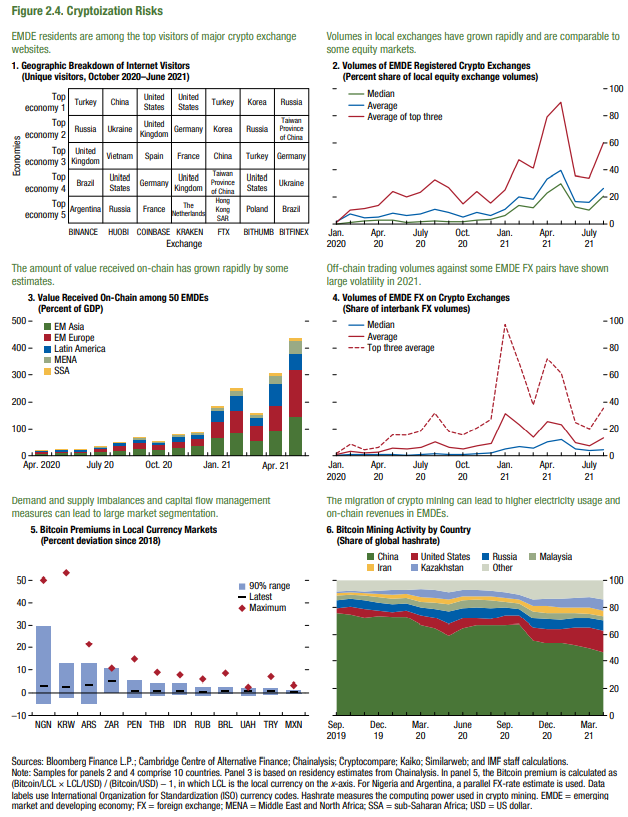 Figure 2.4. Cryptoization Risks
EMDE residents are among the top visitors of major crypto exchange
websites.
1. Geographic Breakdown of Internet Visitors
(Unique visitors, October 2020–June 2021)
Economies
Top economy 1 Turkey China United States United States Turkey Korea Russia
Top economy 2 Russia Ukraine United Kingdom Germany Korea Russia Taiwan Province of China
Top economy 3 United Kingdom Vietnam Spain France China Turkey Germany
Top economy 4 Brazil United States Germany United Kingdom Taiwan Province of China United States Ukraine
Top economy 5 Argentina Russia France The Netherlands Hong Kong SAR Poland Brazil
BINANCE HUOBI COINBASE KRAKEN FTX BITHUMB BITFINEX
Exchange
Volumes in local exchanges have grown rapidly and are comparable to
some equity markets.
2. Volumes of EMDE Registered Crypto Exchanges
(Percent share of local equity exchange volumes)
Median
Average
Average of top three
100
80
60
40
20
0
Jan. 2020 Apr. 20 July 20 Oct. 20 Jan. 21 Apr. 21 July 21
The amount of value received on-chain has grown rapidly by some
estimates.
3. Value Received On-Chain among 50 EMDEs
(Percent of GDP)
EM Asia
EM Europe
Latin America
MENA
SSA
500
400
300
200
100
0
Apr. 2020 July 20 Oct. 20 Jan. 21 Apr. 21
Off-chain trading volumes against some EMDE FX pairs have shown
large volatility in 2021.
4. Volumes of EMDE FX on Crypto Exchanges
(Share of interbank FX volumes)
Median
Average
Top three average
100
80
60
40
20
0
Jan. 2020 Apr. 20 July 20 Oct. 20 Jan. 21 Apr. 21 July 21
Demand and supply imbalances and capital flow management
measures can lead to large market segmentation.
5. Bitcoin Premiums in Local Currency Markets
(Percent deviation since 2018)
90% range
Latest
Maximum
50
40
30
20
10
0
–10
NGN KRW ARS ZAR PEN THB IDR RUB BRL UAH TRY MXN
The migration of crypto mining can lead to higher electricity usage and
on-chain revenues in EMDEs.
6. Bitcoin Mining Activity by Country
(Share of global hashrate)
China United States Russia Malaysia
Iran Kazakhstan Other
100
80
60
40
20
0
Sep. 2019 Dec. 19 Mar. 20 June 20 Sep. 20 Dec. 20 Mar. 21
Sources: Bloomberg Finance L.P.; Cambridge Centre of Alternative Finance; Chainalysis; Cryptocompare; Kaiko; Similarweb; and IMF staff calculations.
Note: Samples for panels 2 and 4 comprise 10 countries. Panel 3 is based on residency estimates from Chainalysis. In panel 5, the Bitcoin premium is calculated as
(Bitcoin/LCL × LCL/USD) / (Bitcoin/USD) − 1, in which LCL is the local currency on the x-axis. For Nigeria and Argentina, a parallel FX-rate estimate is used. Data
labels use International Organization for Standardization (ISO) currency codes. Hashrate measures the computing power used in crypto mining. EMDE = emerging
market and developing economy; FX = foreign exchange; MENA = Middle East and North Africa; SSA = sub-Saharan Africa; USD = US dollar.